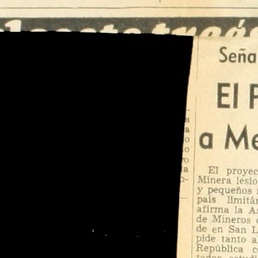 Seña
El P
a Me
El proyec
Minera lesio
y pequeños m
país limitán
afirma la As
de Mineros d
de en San L
pide tanto a
República c